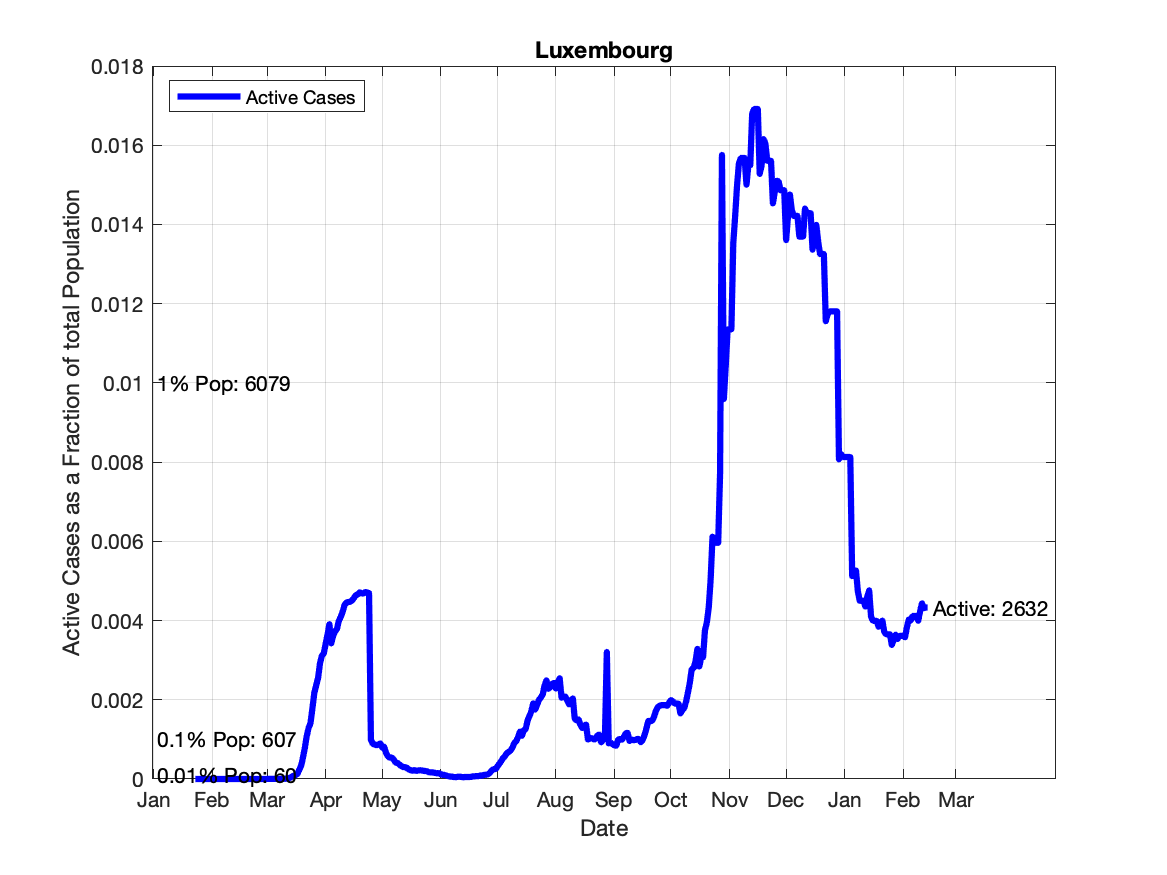 Luxembourg
Active Cases
0.018
0.016
0.014
0.012
0.01
0.008
0.006
0.004
0.002
0
Active Cases as a Fraction of total Population
1% Pop: 6079
0.1% Pop: 607
0.01% Pop: 60
Active: 2632
Jan Feb Mar Apr May Jun Jul Aug Sep Oct Nov Dec Jan Feb Mar
Date